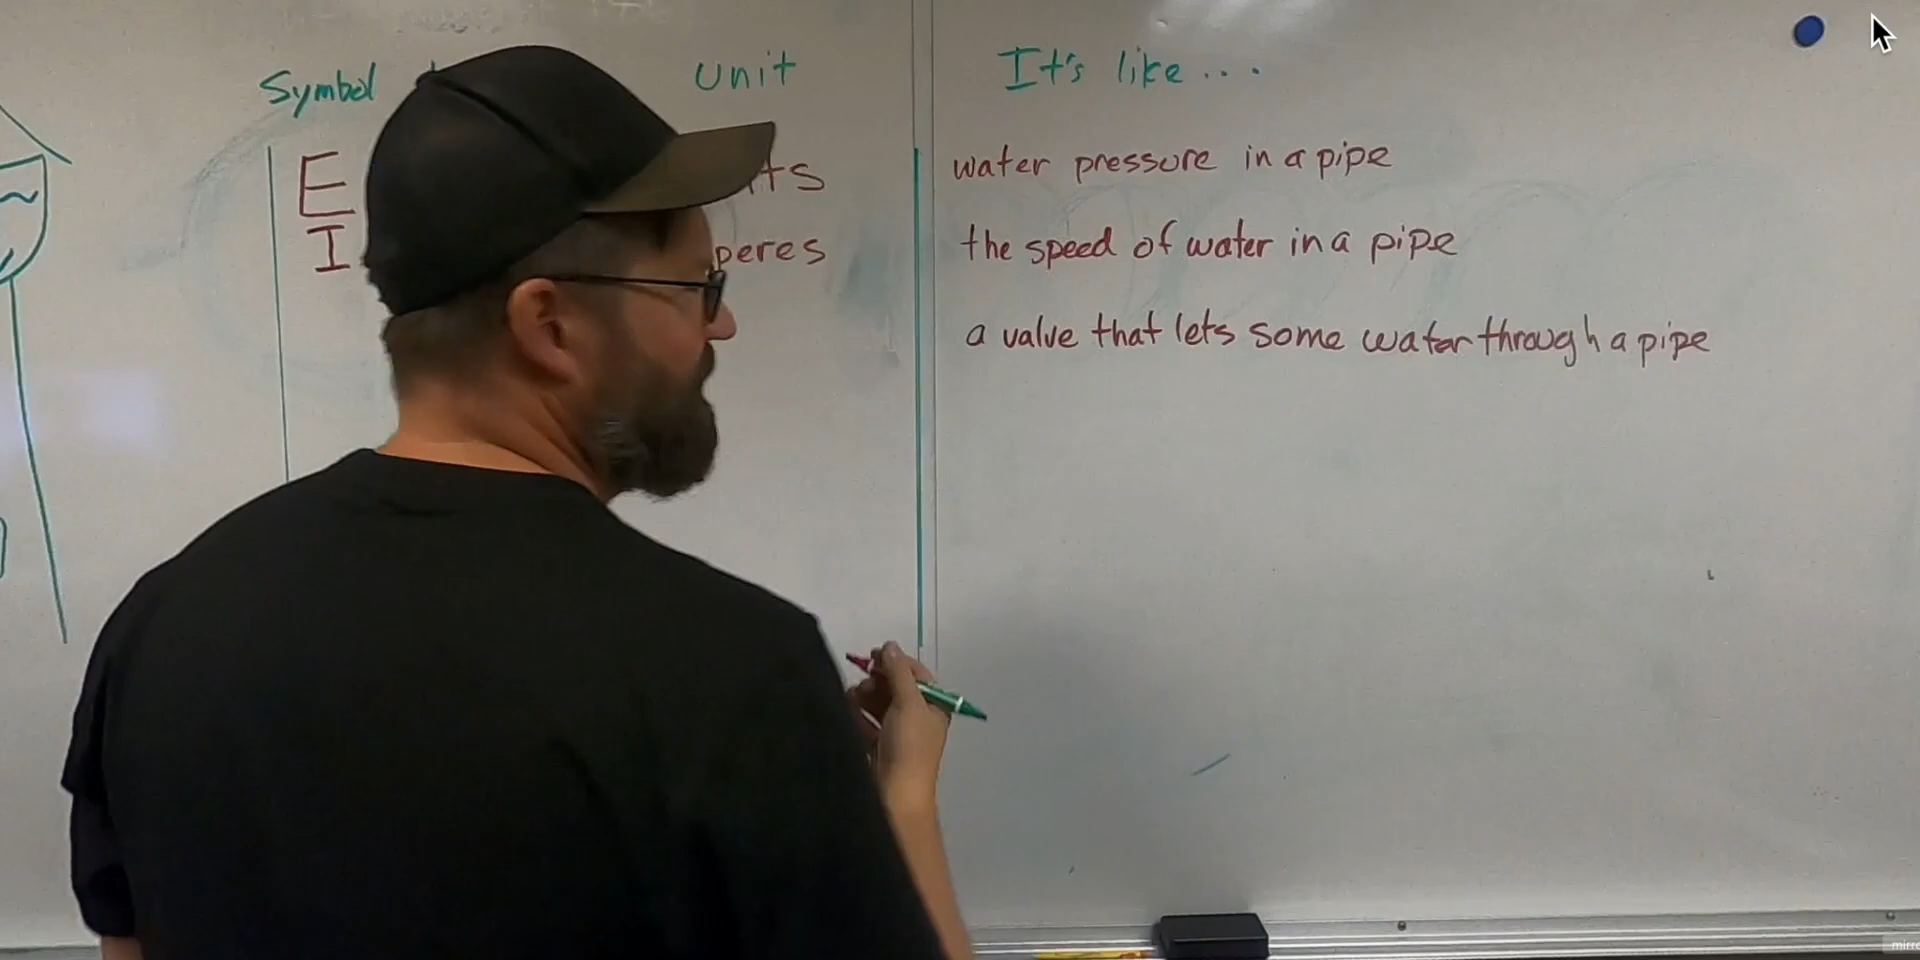 Symbol unit It's like ...
E ts water pressure in a pipe
I peres the speed of water in a pipe
a valve that lets some water through a pipe